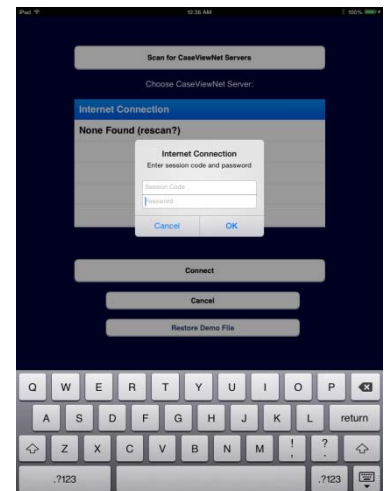 iPad
10:38 AM
100%
Scan for CaseViewNet Servers
Choose CaseViewNet Server:
Internet Connection
None Found (rescan?)
Internet Connection
Enter session code and password
Session Code
Password
Cancel
OK
Connect
Cancel
Restore Demo File
Q W E R T Y U I O P
A S D F G H J K L return
Z X C V B N M ! , ? .
.?123 .?123